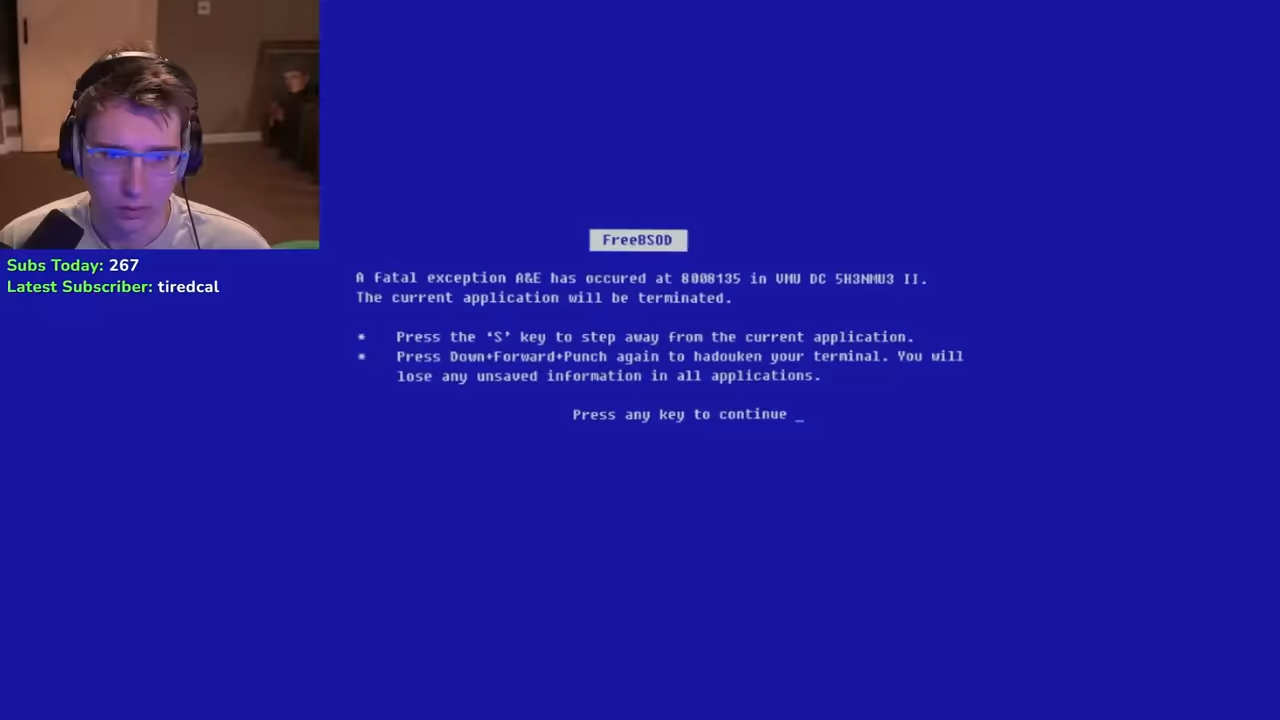 Subs Today: 267
Latest Subscriber: tiredcal
FreeBSOD
A fatal exception A&E has occured at 8008135 in VMU DC 5H3NMU3 II.
The current application will be terminated.
* Press the ‘S’ key to step away from the current application.
* Press Down+Forward+Punch again to hadouken your terminal. You will
lose any unsaved information in all applications.
Press any key to continue _